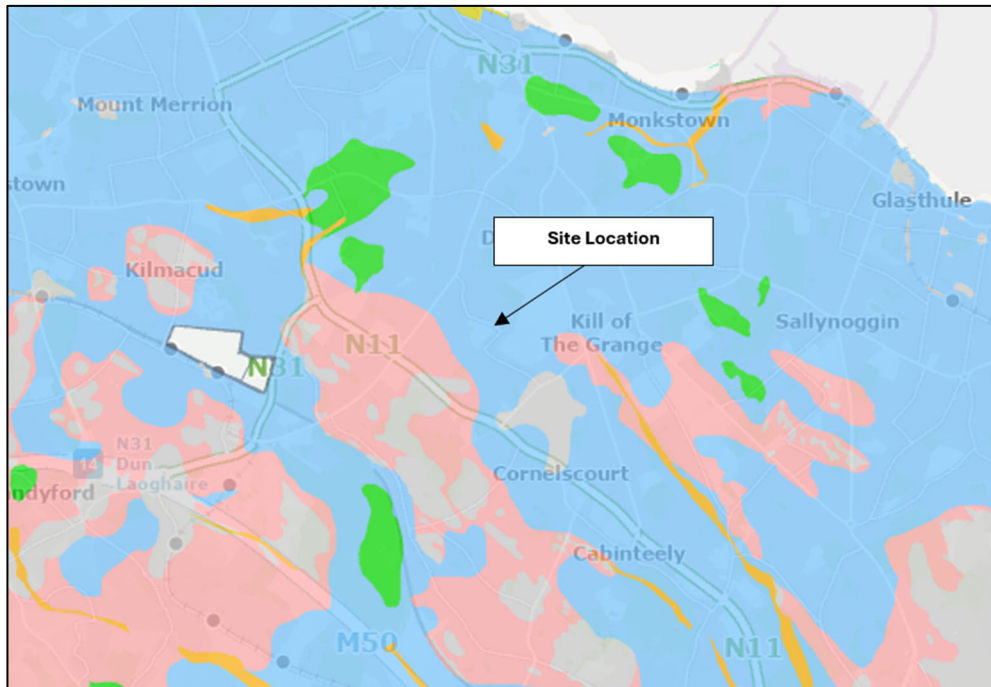 N31
Mount Merrion
Monkstown
stown
Glasthule
D
Site Location
Kilmacud
Kill of
The Grange
Sallynoggin
N11
N31
N31
Dun
Laoghaire
14
ndyford
Cornelscourt
Cabinteely
M50
N11